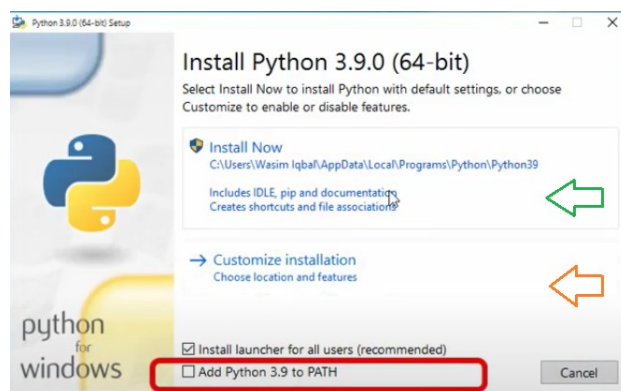 Python 3.9.0 (64-bit) Setup
Install Python 3.9.0 (64-bit)
Select Install Now to install Python with default settings, or choose
Customize to enable or disable features.
Install Now
C:\Users\Wasim Iqbal\AppData\Local\Programs\Python\Python39
Includes IDLE, pip and documentation
Creates shortcuts and file associations
Customize installation
Choose location and features
Install launcher for all users (recommended)
Add Python 3.9 to PATH
Cancel
python
for
windows